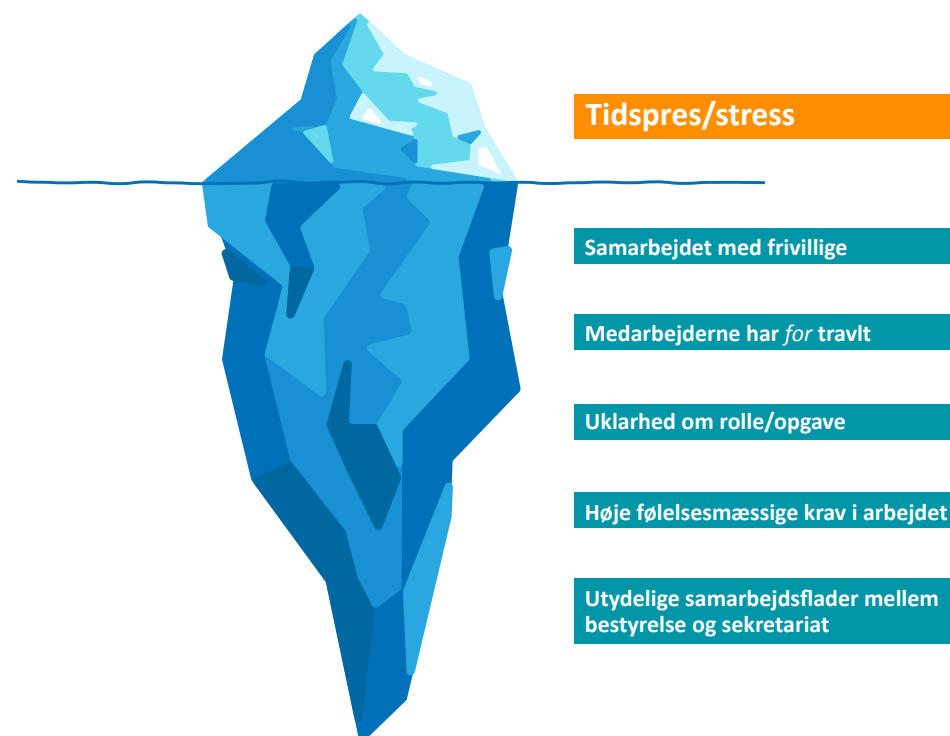 Tidspres/stress
Samarbejdet med frivillige
Medarbejderne har for travlt
Uklarhed om rolle/opgave
Høje følelsesmæssige krav i arbejdet
Utydelige samarbejdsflader mellem
bestyrelse og sekretariat